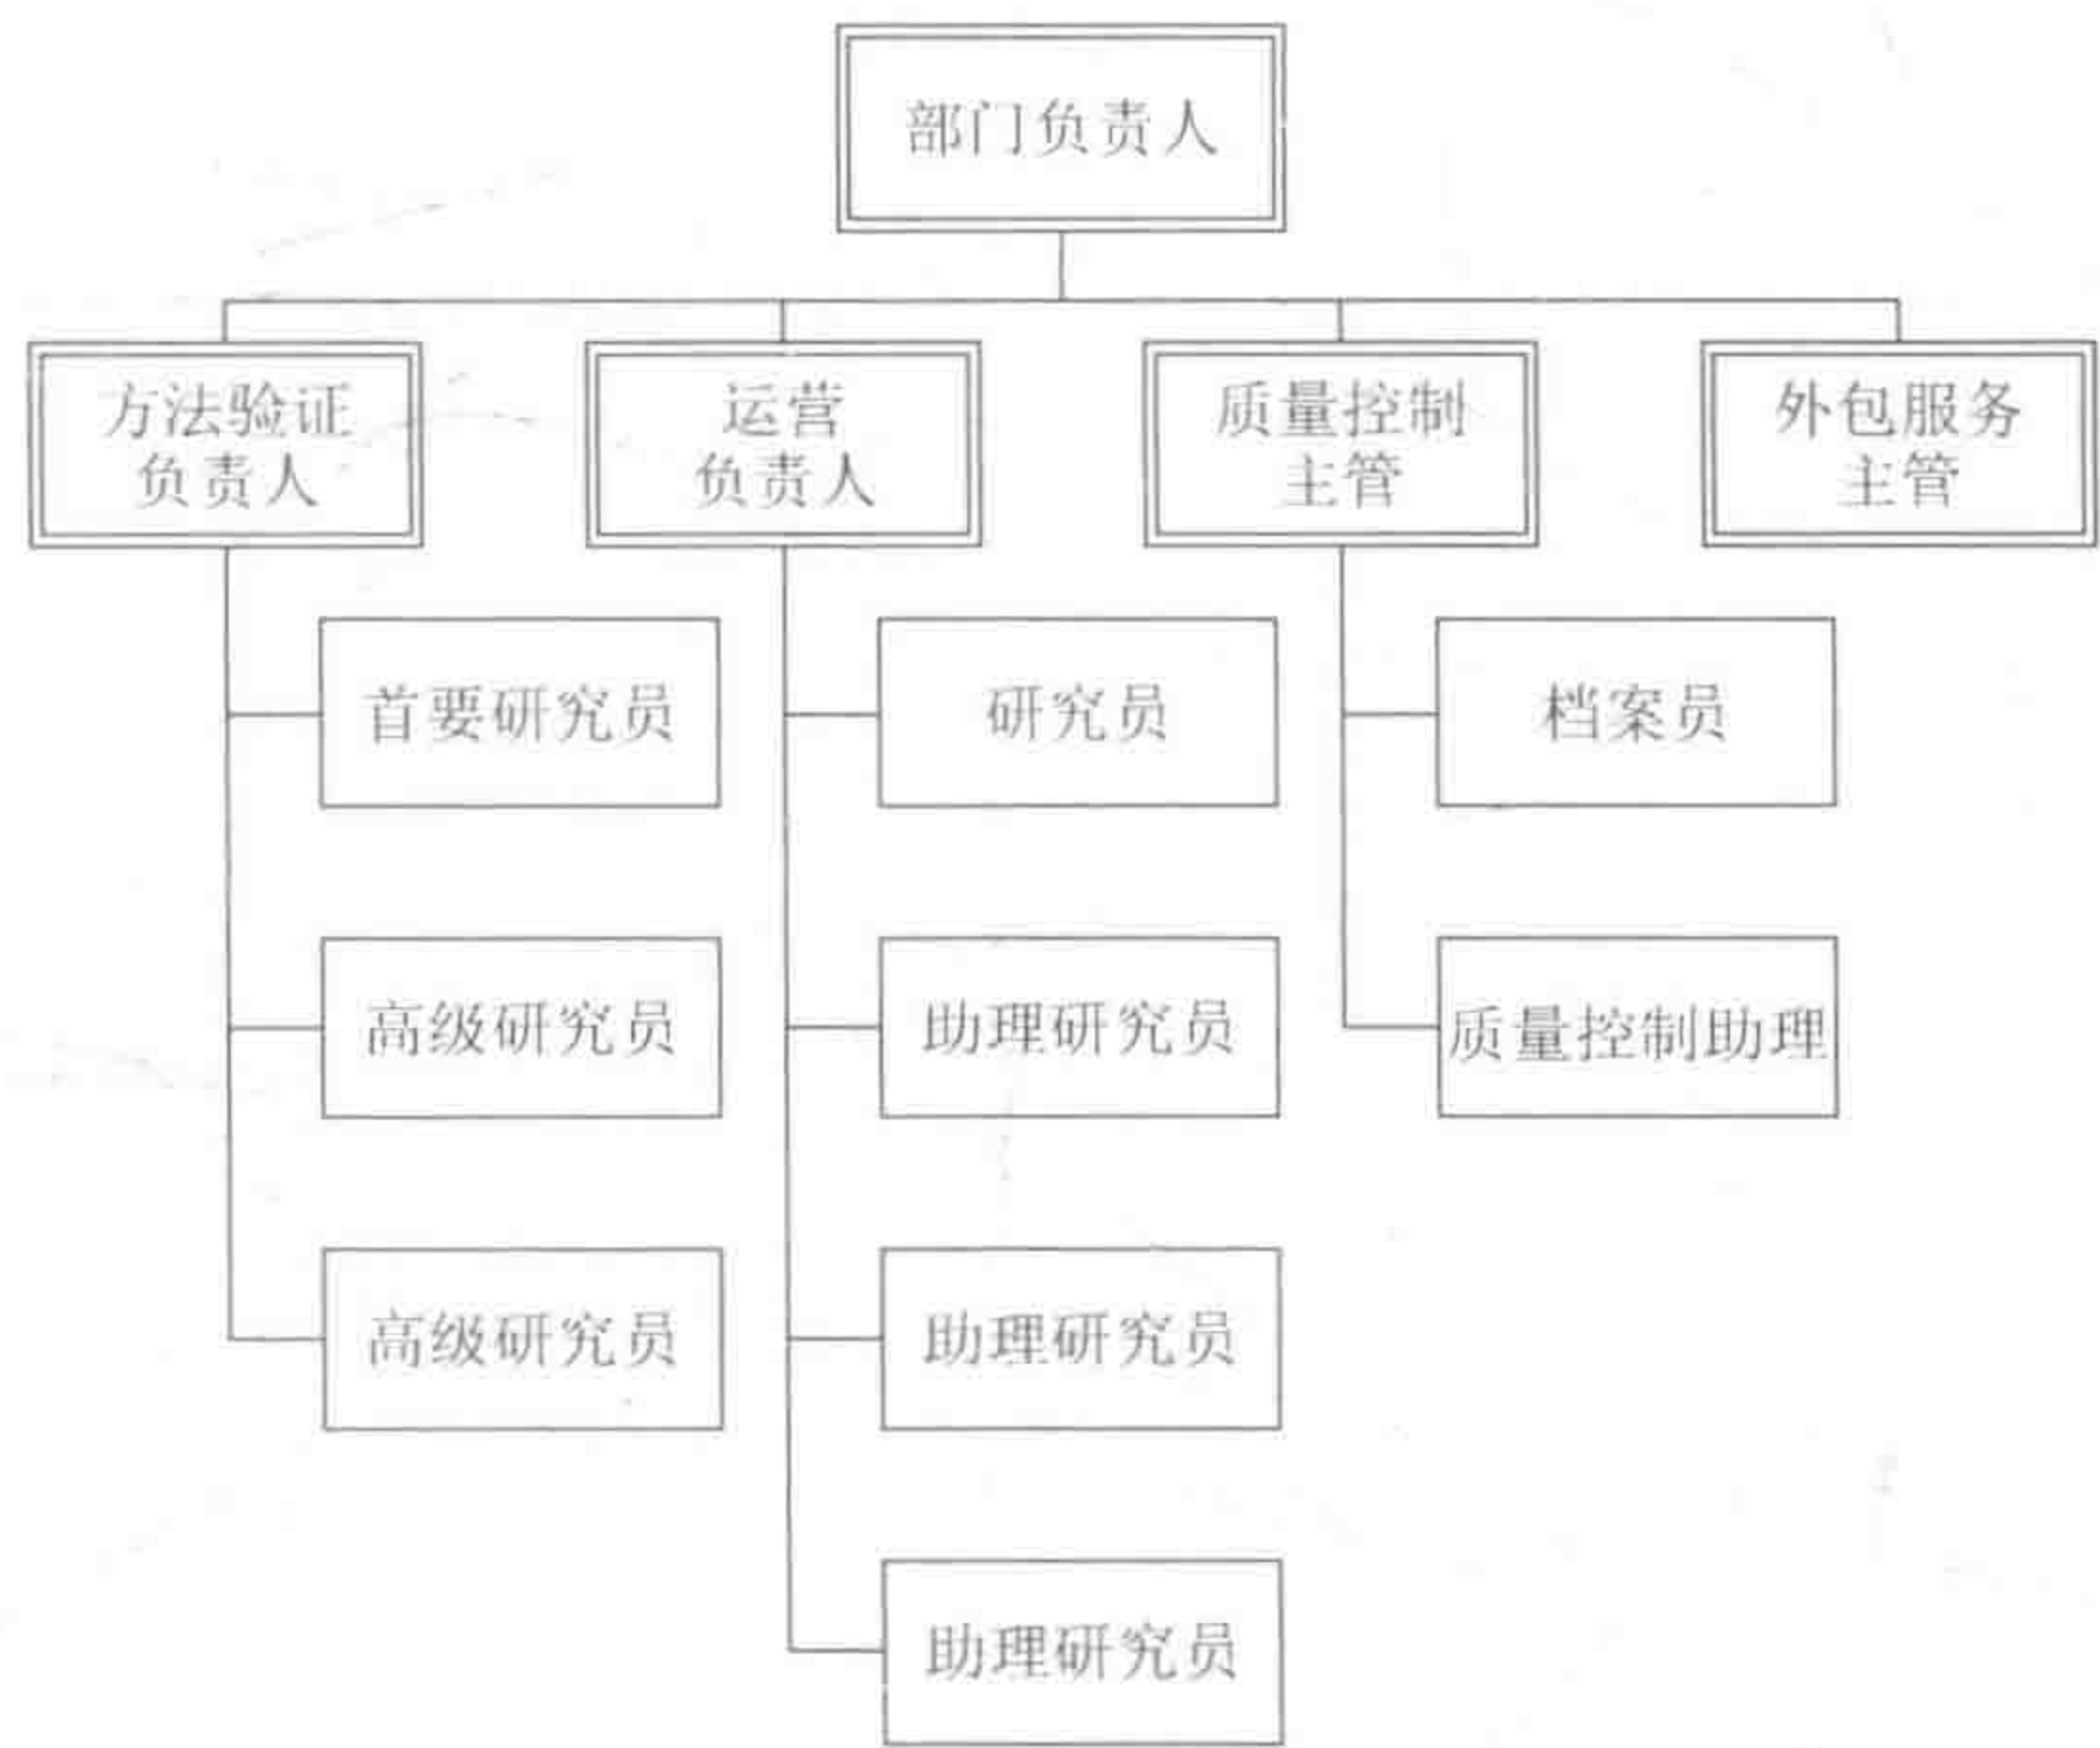 部门负责人
方法验证
负责人
运营
负责人
质量控制
主管
外包服务
主管
首要研究员
研究员
档案员
高级研究员
助理研究员
质量控制助理
高级研究员
助理研究员
助理研究员